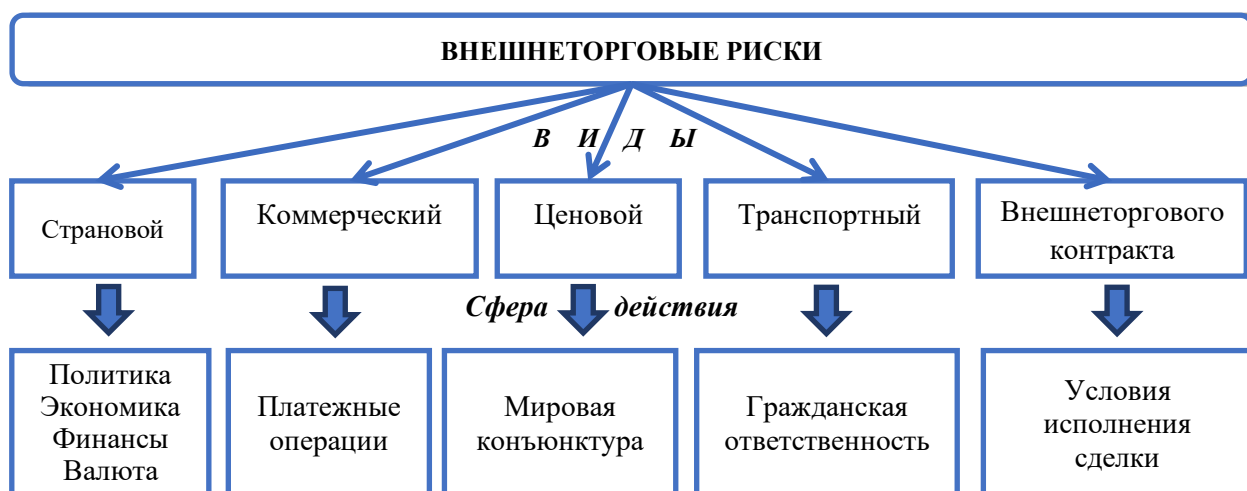 ВНЕШНЕТОРГОВЫЕ РИСКИ
В И Д Ы
Страновой
Коммерческий
Ценовой
Транспортный
Внешнеторгового
контракта
Сфера действия
Политика
Экономика
Финансы
Валюта
Платежные
операции
Мировая
конъюнктура
Гражданская
ответственность
Условия
исполнения
сделки